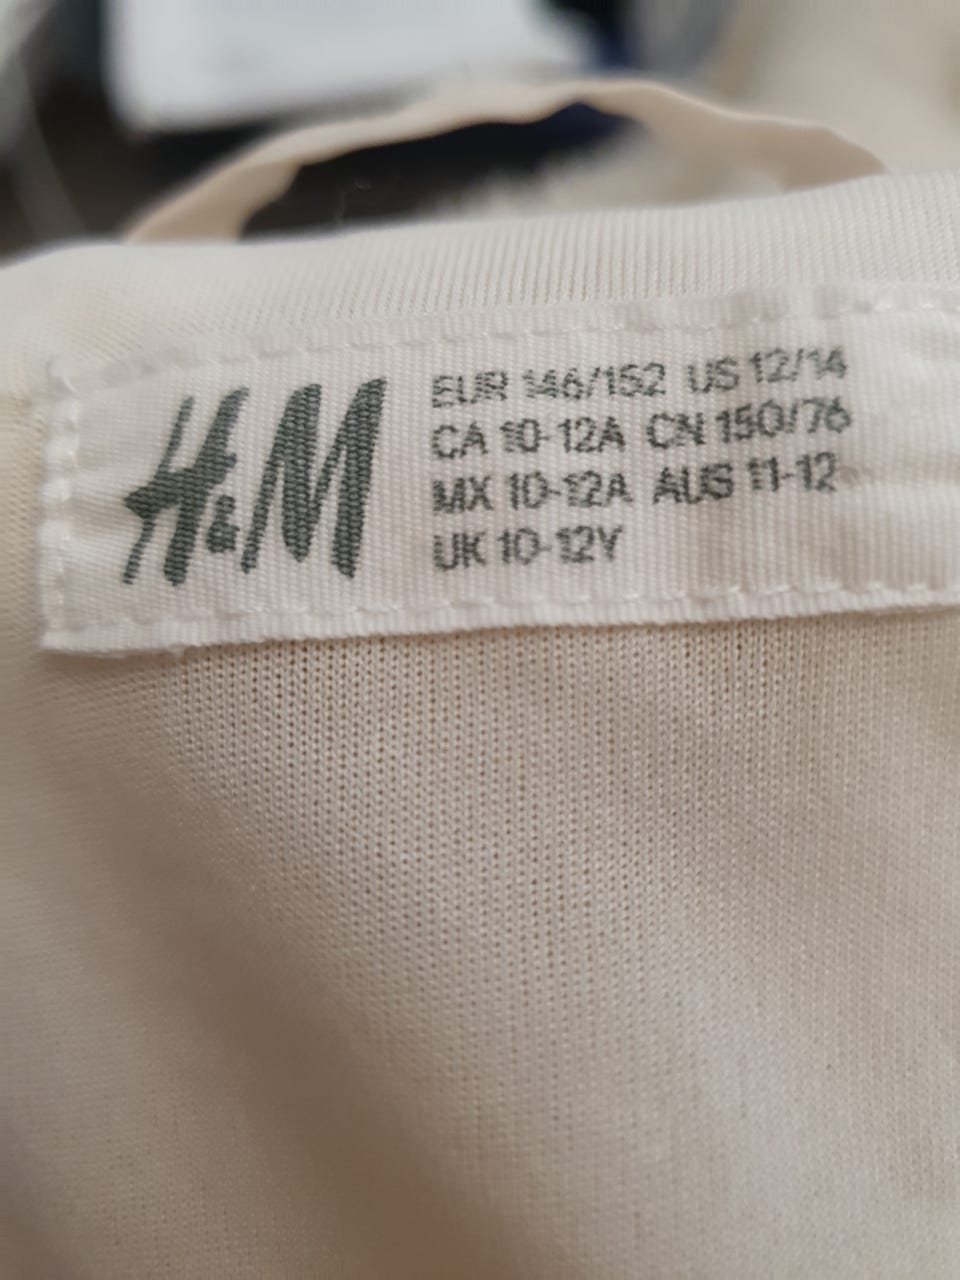 H&M
EUR 146/152 US 12/14
CA 10-12A CN 150/76
MX 10-12A AUS 11-12
UK 10-12Y